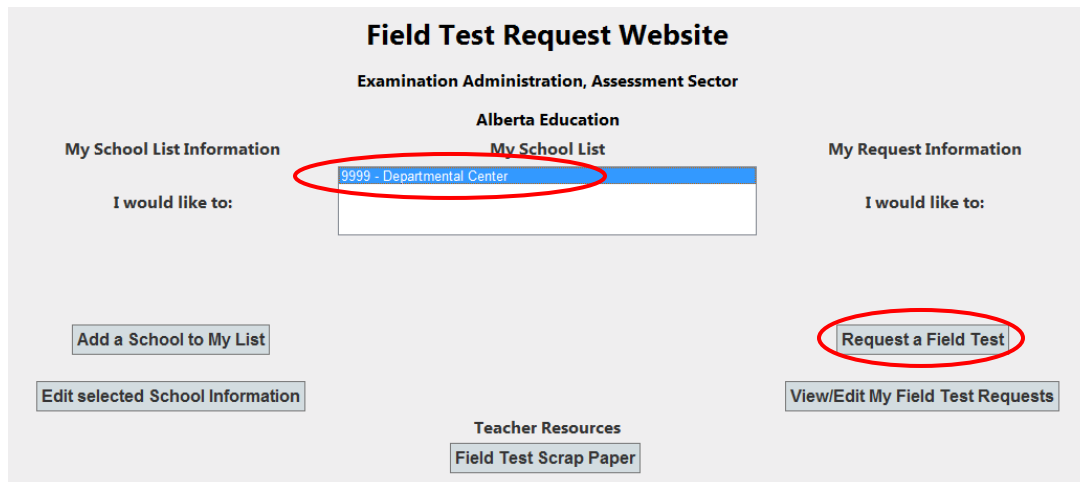 Field Test Request Website
Examination Administration, Assessment Sector
Alberta Education
My School List Information
My School List
My Request Information
9999 - Departmental Center
I would like to:
I would like to:
Add a School to My List
Request a Field Test
Edit selected School Information
View/Edit My Field Test Requests
Teacher Resources
Field Test Scrap Paper